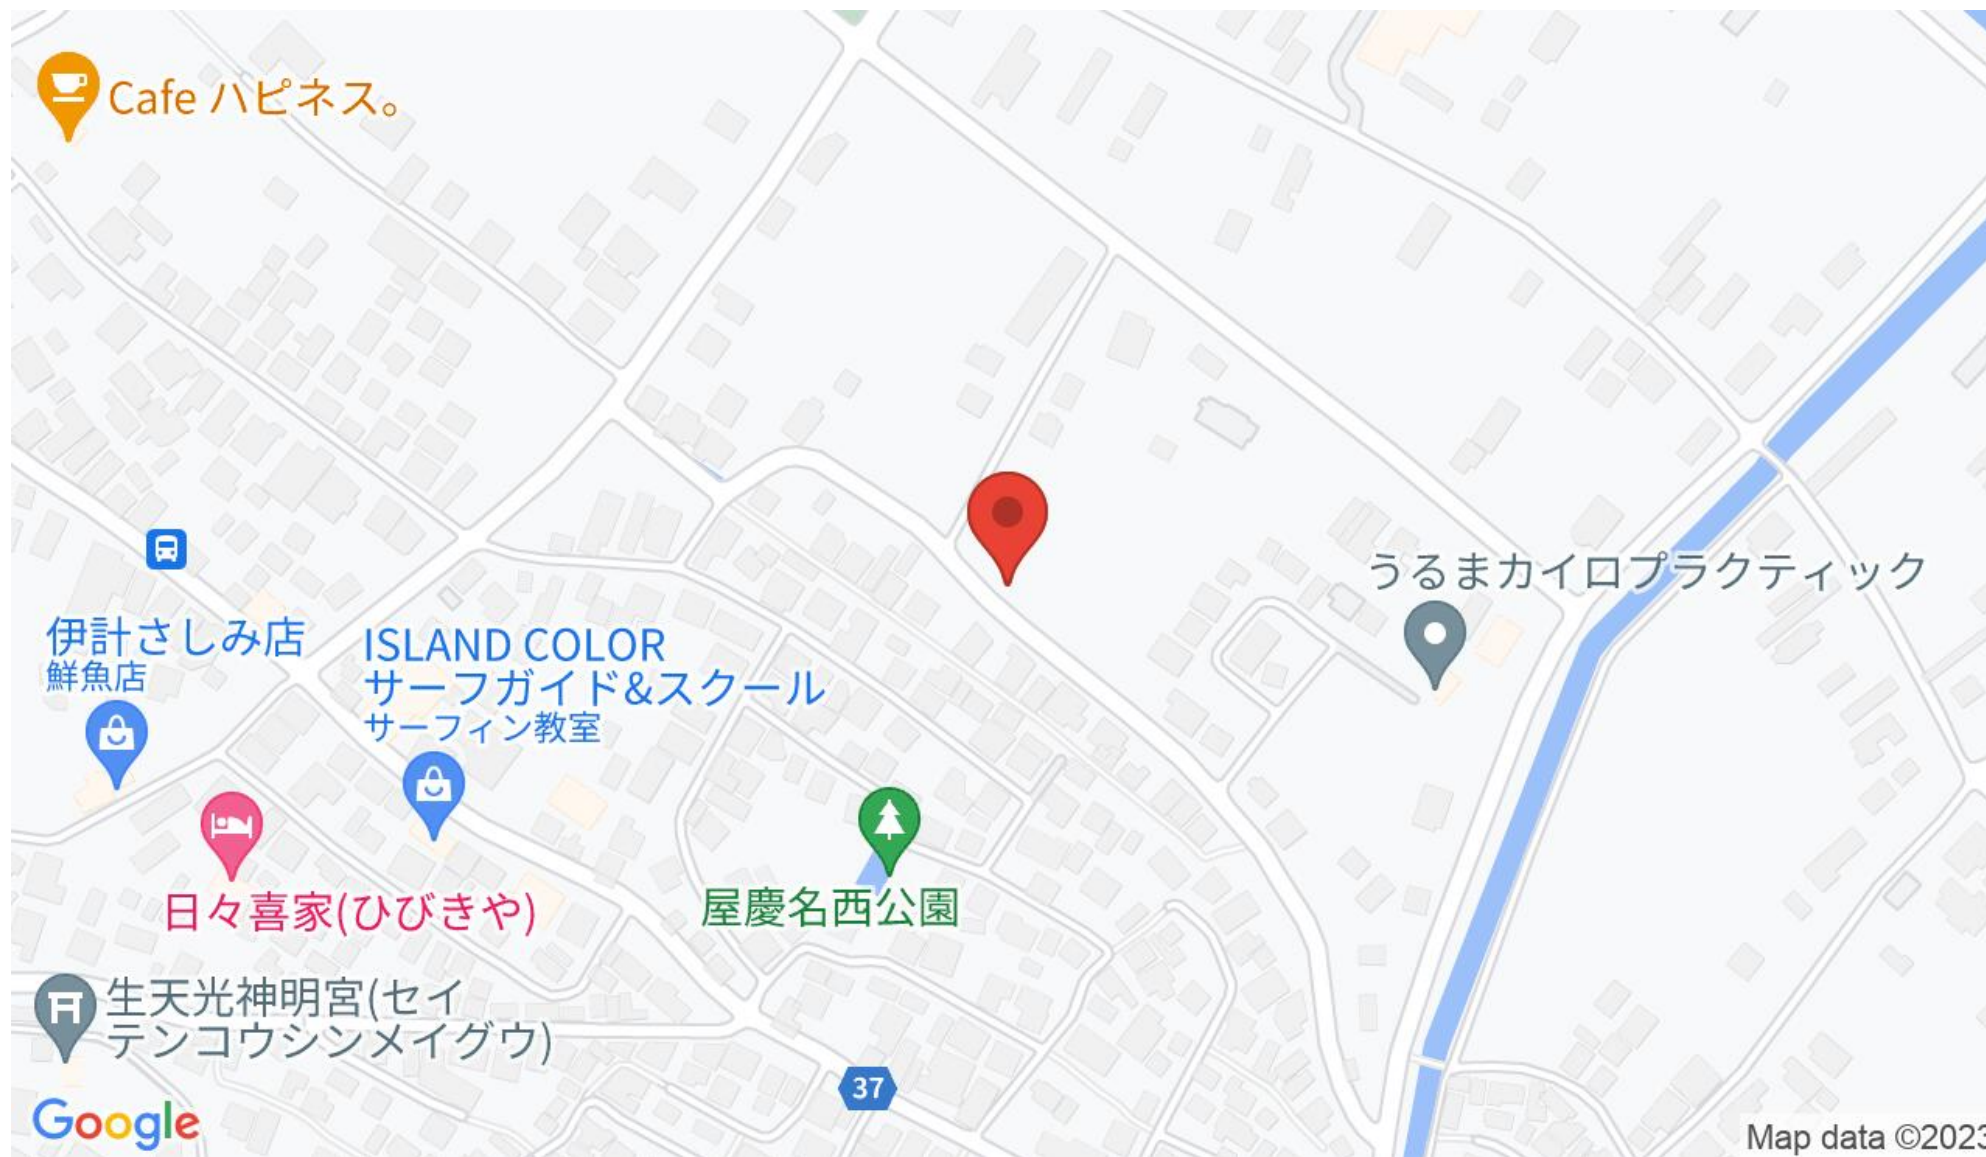 Cafe ハピネス。
うるまカイロプラクティック
伊計さしみ店
鮮魚店
ISLAND COLOR
サーフガイド&スクール
サーフィン教室
日々喜家(ひびきや)
屋慶名西公園
生天光神明宮(セイ
テンコウシンメイグウ)
37
Google
Map data ©2023